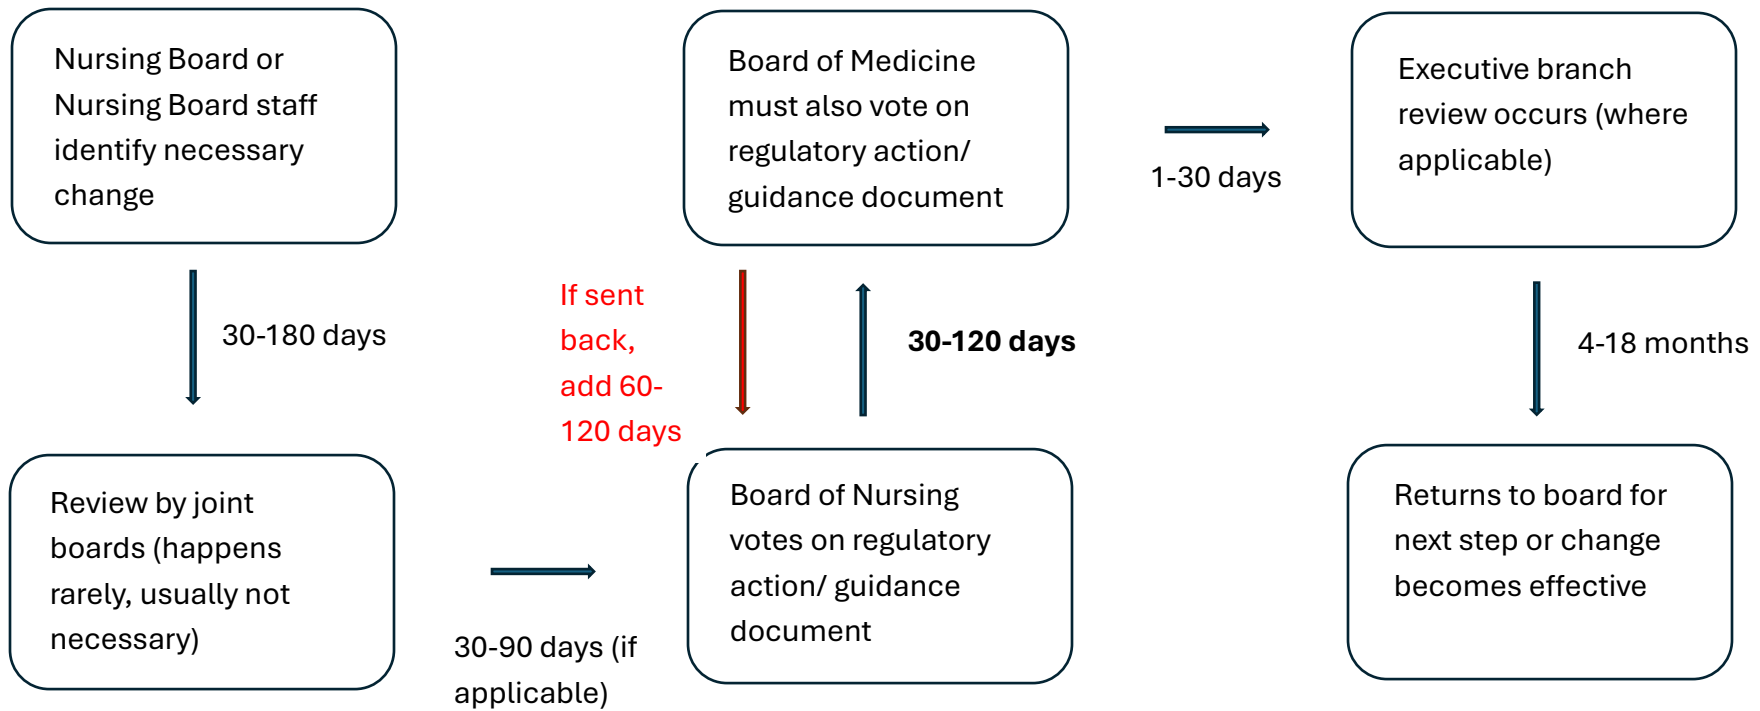 Nursing Board or
Nursing Board staff
identify necessary
change
30-180 days
Review by joint
boards (happens
rarely, usually not
necessary)
30-90 days (if
applicable)
Board of Nursing
votes on regulatory
action/ guidance
document
30-120 days
If sent
back,
add 60-
120 days
Board of Medicine
must also vote on
regulatory action/
guidance document
1-30 days
Executive branch
review occurs (where
applicable)
4-18 months
Returns to board for
next step or change
becomes effective